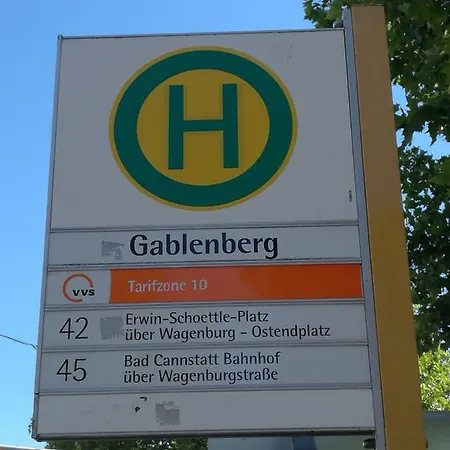 H
Gablenberg
VVS Tarifzone 10
42 Erwin-Schoettle-Platz
über Wagenburg - Ostendplatz
45 Bad Cannstatt Bahnhof
über Wagenburgstraße